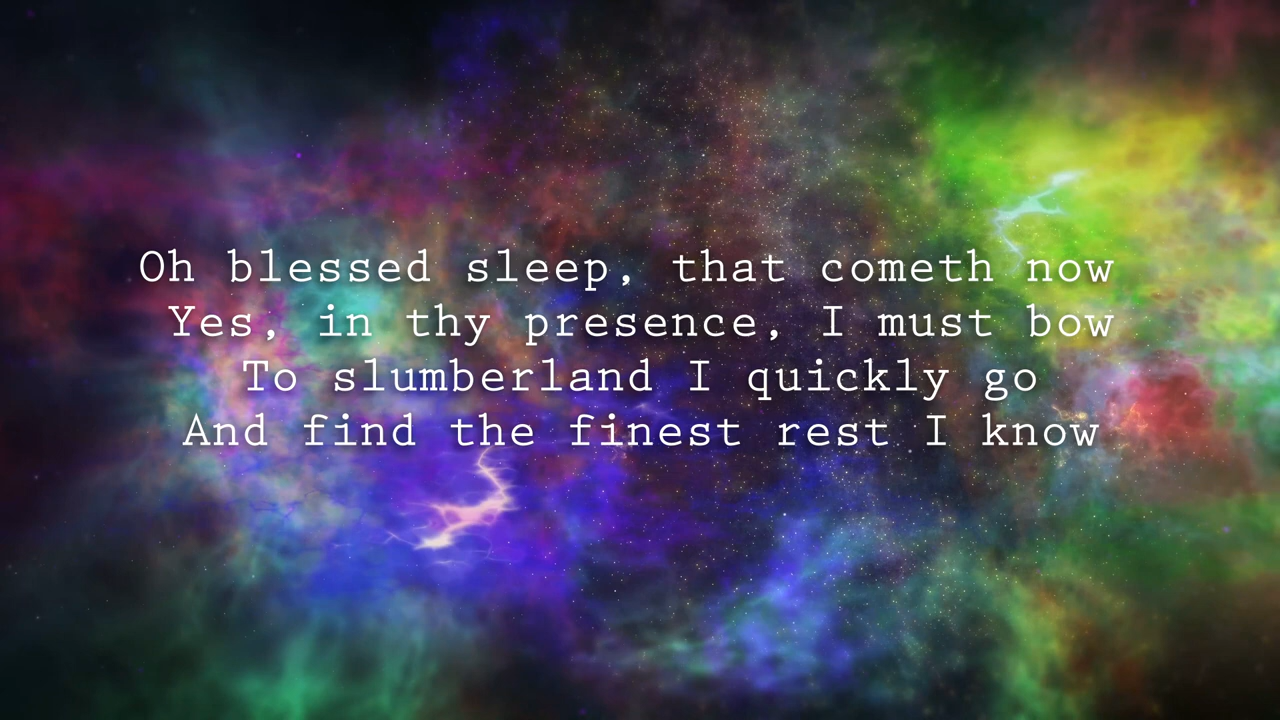 Oh blessed sleep, that cometh now
Yes, in thy presence, I must bow
To slumberland I quickly go
And find the finest rest I know